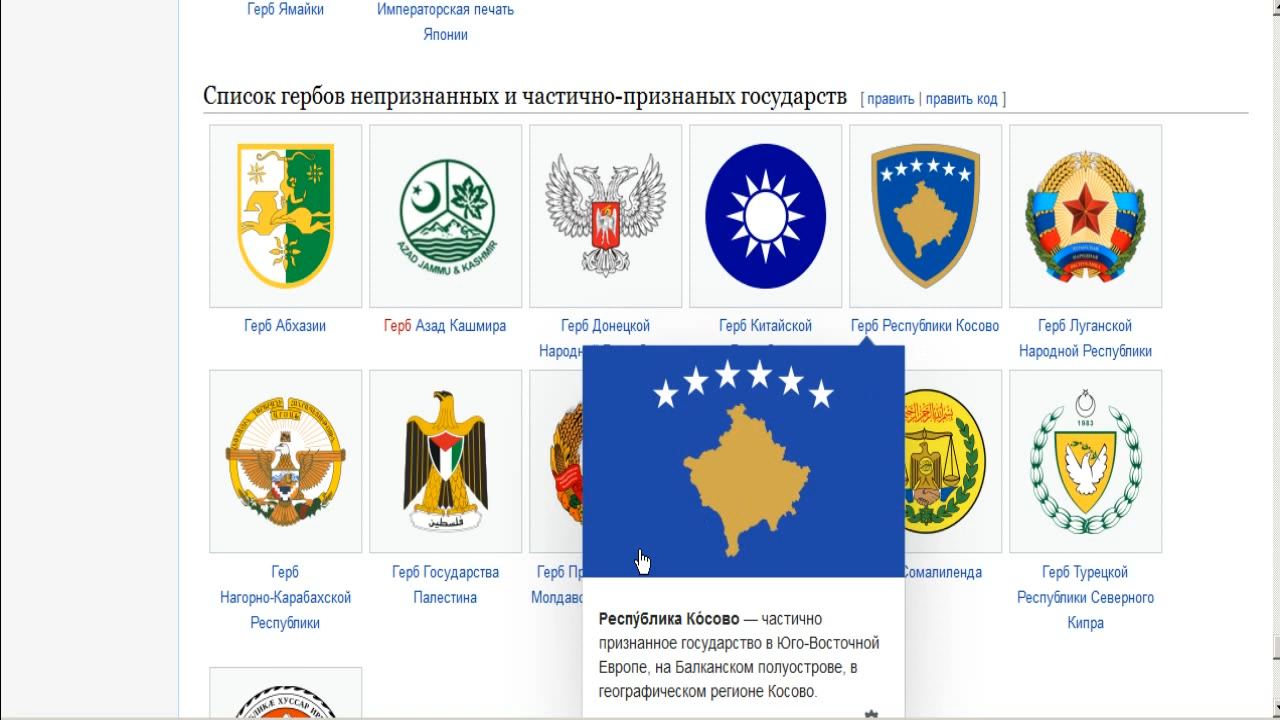 Герб Ямайки
Императорская печать
Японии
Список гербов непризнанных и частично-признаных государств [ править | править код ]
AZAD JAMMU & KASHMIR
Герб Абхазии
Герб Азад Кашмира
Герб Донецкой
Герб Китайской
Герб Республики Косово
Герб Луганской
Народной Республики
فلسطين
1983
Герб
Нагорно-Карабахской
Республики
Герб Государства
Палестина
Сомалиленда
Герб Турецкой
Республики Северного
Кипра
Респу́блика Ко́сово — частично
признанное государство в Юго-Восточной
Европе, на Балканском полуострове, в
географическом регионе Косово.